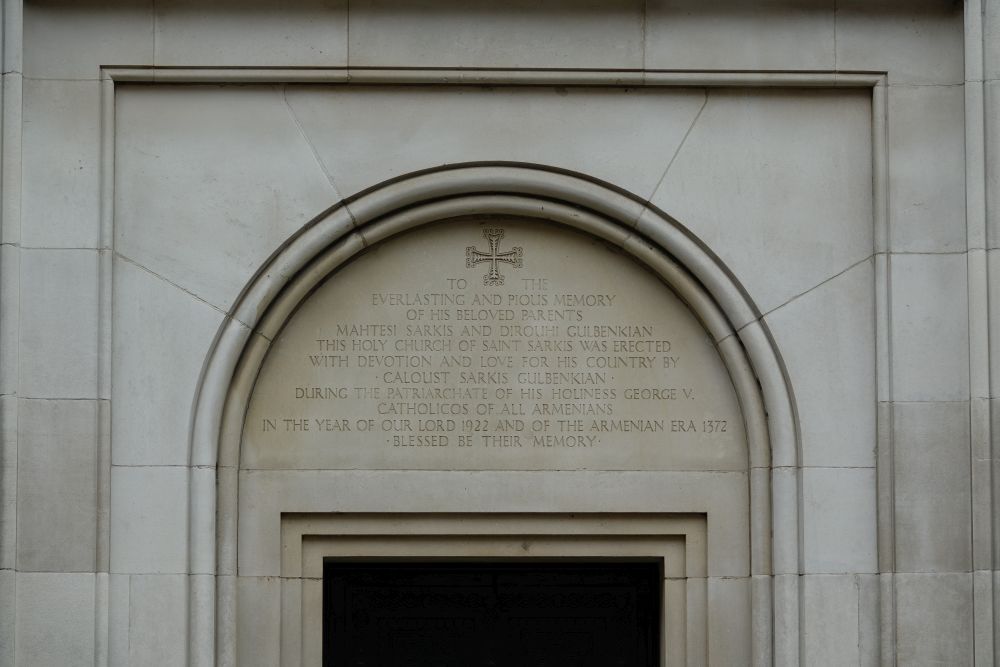 TO THE
EVERLASTING AND PIOUS MEMORY
OF HIS BELOVED PARENT'S
MAHTESI SARKIS AND DIROUHI GULBENKIAN
THIS HOLY CHURCH OF SAINT SARKIS WAS ERECTED
WITH DEVOTION AND LOVE FOR HIS COUNTRY BY
· CALOUST SARKIS GULBENKIAN ·
DURING THE PATRIARCHATE OF HIS HOLINESS GEORGE V.
CATHOLICOS OF ALL ARMENIANS
IN THE YEAR OF OUR LORD 1922 AND OF THE ARMENIAN ERA 1372
· BLESSED BE THEIR MEMORY ·